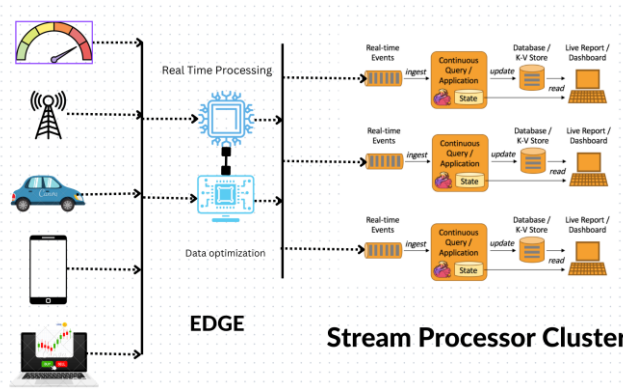 Real Time Processing
Data optimization
EDGE
Real-time
Events
ingest
Continuous
Query /
Application
State
update
Database /
K-V Store
read
Live Report /
Dashboard
Real-time
Events
ingest
Continuous
Query /
Application
State
update
Database /
K-V Store
read
Live Report /
Dashboard
Real-time
Events
ingest
Continuous
Query /
Application
State
update
Database /
K-V Store
read
Live Report /
Dashboard
Stream Processor Cluster